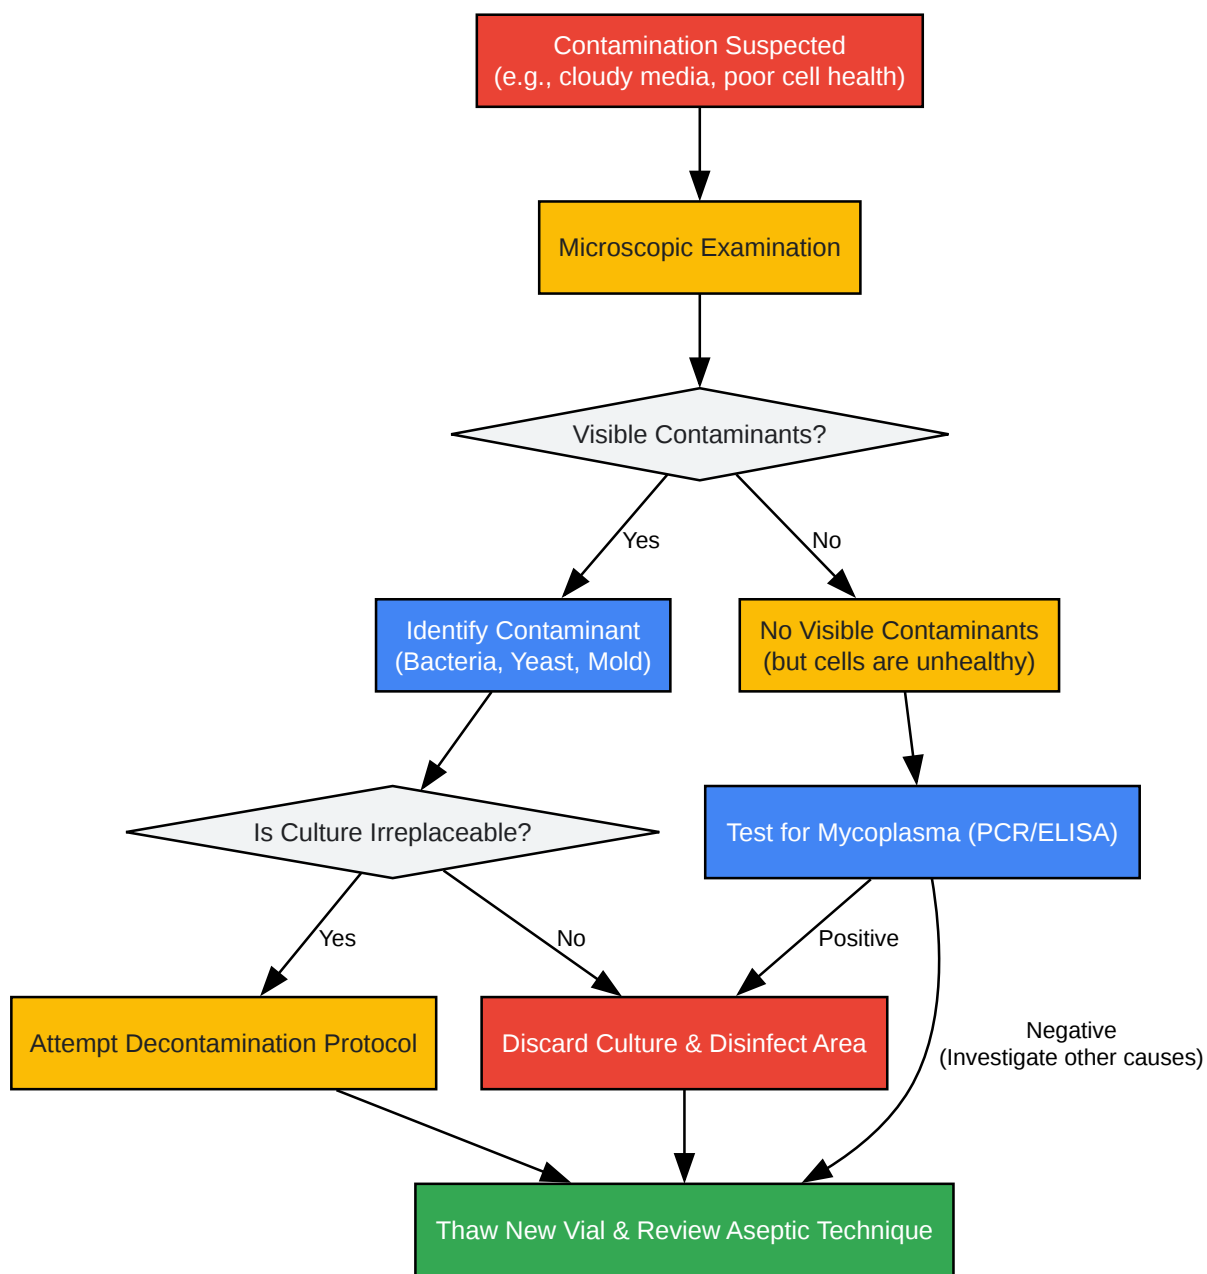 Contamination Suspected
(e.g., cloudy media, poor cell health)
Microscopic Examination
Visible Contaminants?
Yes
No
Identify Contaminant
(Bacteria, Yeast, Mold)
No Visible Contaminants
(but cells are unhealthy)
Is Culture Irreplaceable?
Test for Mycoplasma (PCR/ELISA)
Yes
No
Positive
Attempt Decontamination Protocol
Discard Culture & Disinfect Area
Negative
(Investigate other causes)
Thaw New Vial & Review Aseptic Technique